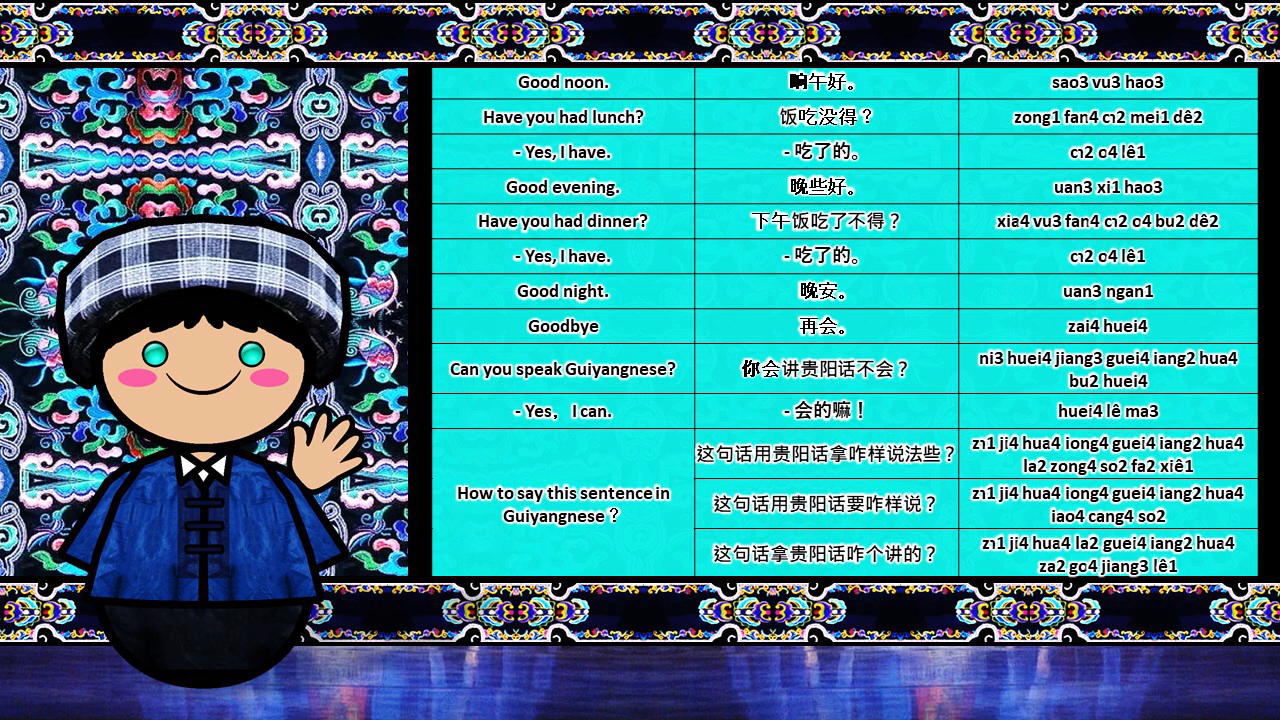 Good noon. 晌午好。 sao3 vu3 hao3
Have you had lunch? 饭吃没得？ zong1 fan4 cı2 mei1 dê2
- Yes, I have. - 吃了的。 cı2 o4 lê1
Good evening. 晚些好。 uan3 xi1 hao3
Have you had dinner? 下午饭吃了不得？ xia4 vu3 fan4 cı2 o4 bu2 dê2
- Yes, I have. - 吃了的。 cı2 o4 lê1
Good night. 晚安。 uan3 ngan1
Goodbye 再会。 zai4 huei4
Can you speak Guiyangnese? 你会讲贵阳话不会？ ni3 huei4 jiang3 guei4 iang2 hua4
bu2 huei4
- Yes， I can. - 会的嘛！ huei4 lê ma3
How to say this sentence in
Guiyangnese？
这句话用贵阳话拿咋样说法些？ zı1 ji4 hua4 iong4 guei4 iang2 hua4
la2 zong4 so2 fa2 xiê1
这句话用贵阳话要咋样说？ zı1 ji4 hua4 iong4 guei4 iang2 hua4
iao4 cang4 so2
这句话拿贵阳话咋个讲的？ zı1 ji4 hua4 la2 guei4 iang2 hua4
za2 go4 jiang3 lê1